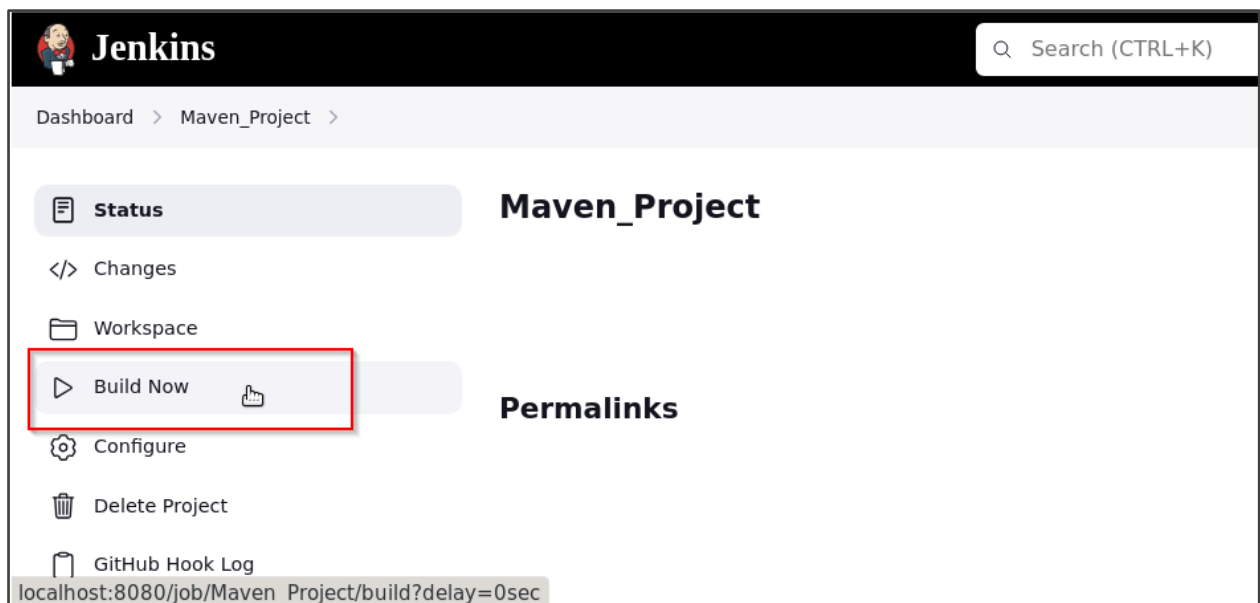 Jenkins
Search (CTRL+K)
Dashboard > Maven_Project >
Status
Maven_Project
Changes
Workspace
Build Now
Permalinks
Configure
Delete Project
GitHub Hook Log
localhost:8080/job/Maven_Project/build?delay=0sec